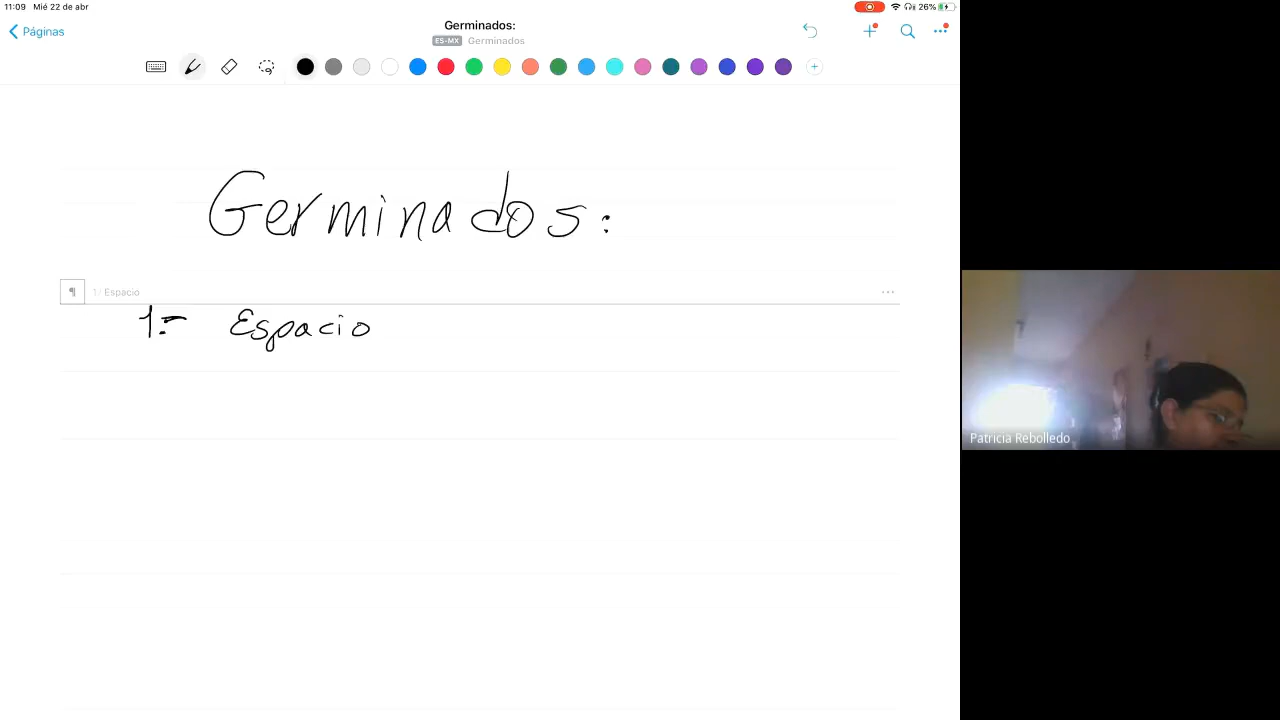 11:09 Mié 22 de abr
26%
Páginas
Germinados:
ES-MX Germinados
Germinados:
¶ 1/ Espacio
1.- Espacio
Patricia Rebolledo